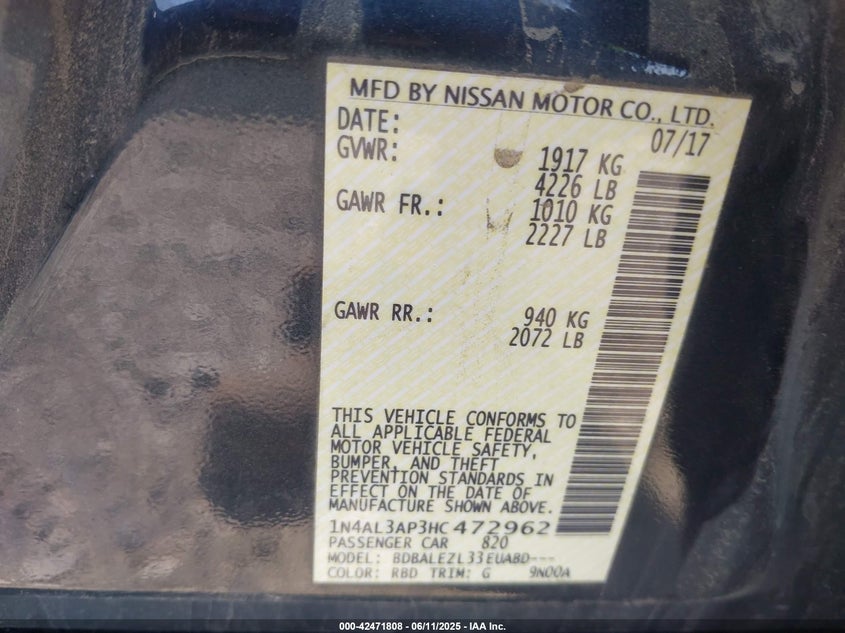 MFD BY NISSAN MOTOR CO., LTD.
DATE: 07/17
GVWR: 1917 KG
4226 LB
GAWR FR.: 1010 KG
2227 LB
GAWR RR.: 940 KG
2072 LB
THIS VEHICLE CONFORMS TO
ALL APPLICABLE FEDERAL
MOTOR VEHICLE SAFETY,
BUMPER, AND THEFT
PREVENTION STANDARDS IN
EFFECT ON THE DATE OF
MANUFACTURE SHOWN ABOVE.
1N4AL3AP3HC472962
PASSENGER CAR 820
MODEL: BDBALEZL33EUABD---
COLOR: RBD TRIM: G 9N00A
000-42471808 - 06/11/2025 - IAA Inc.